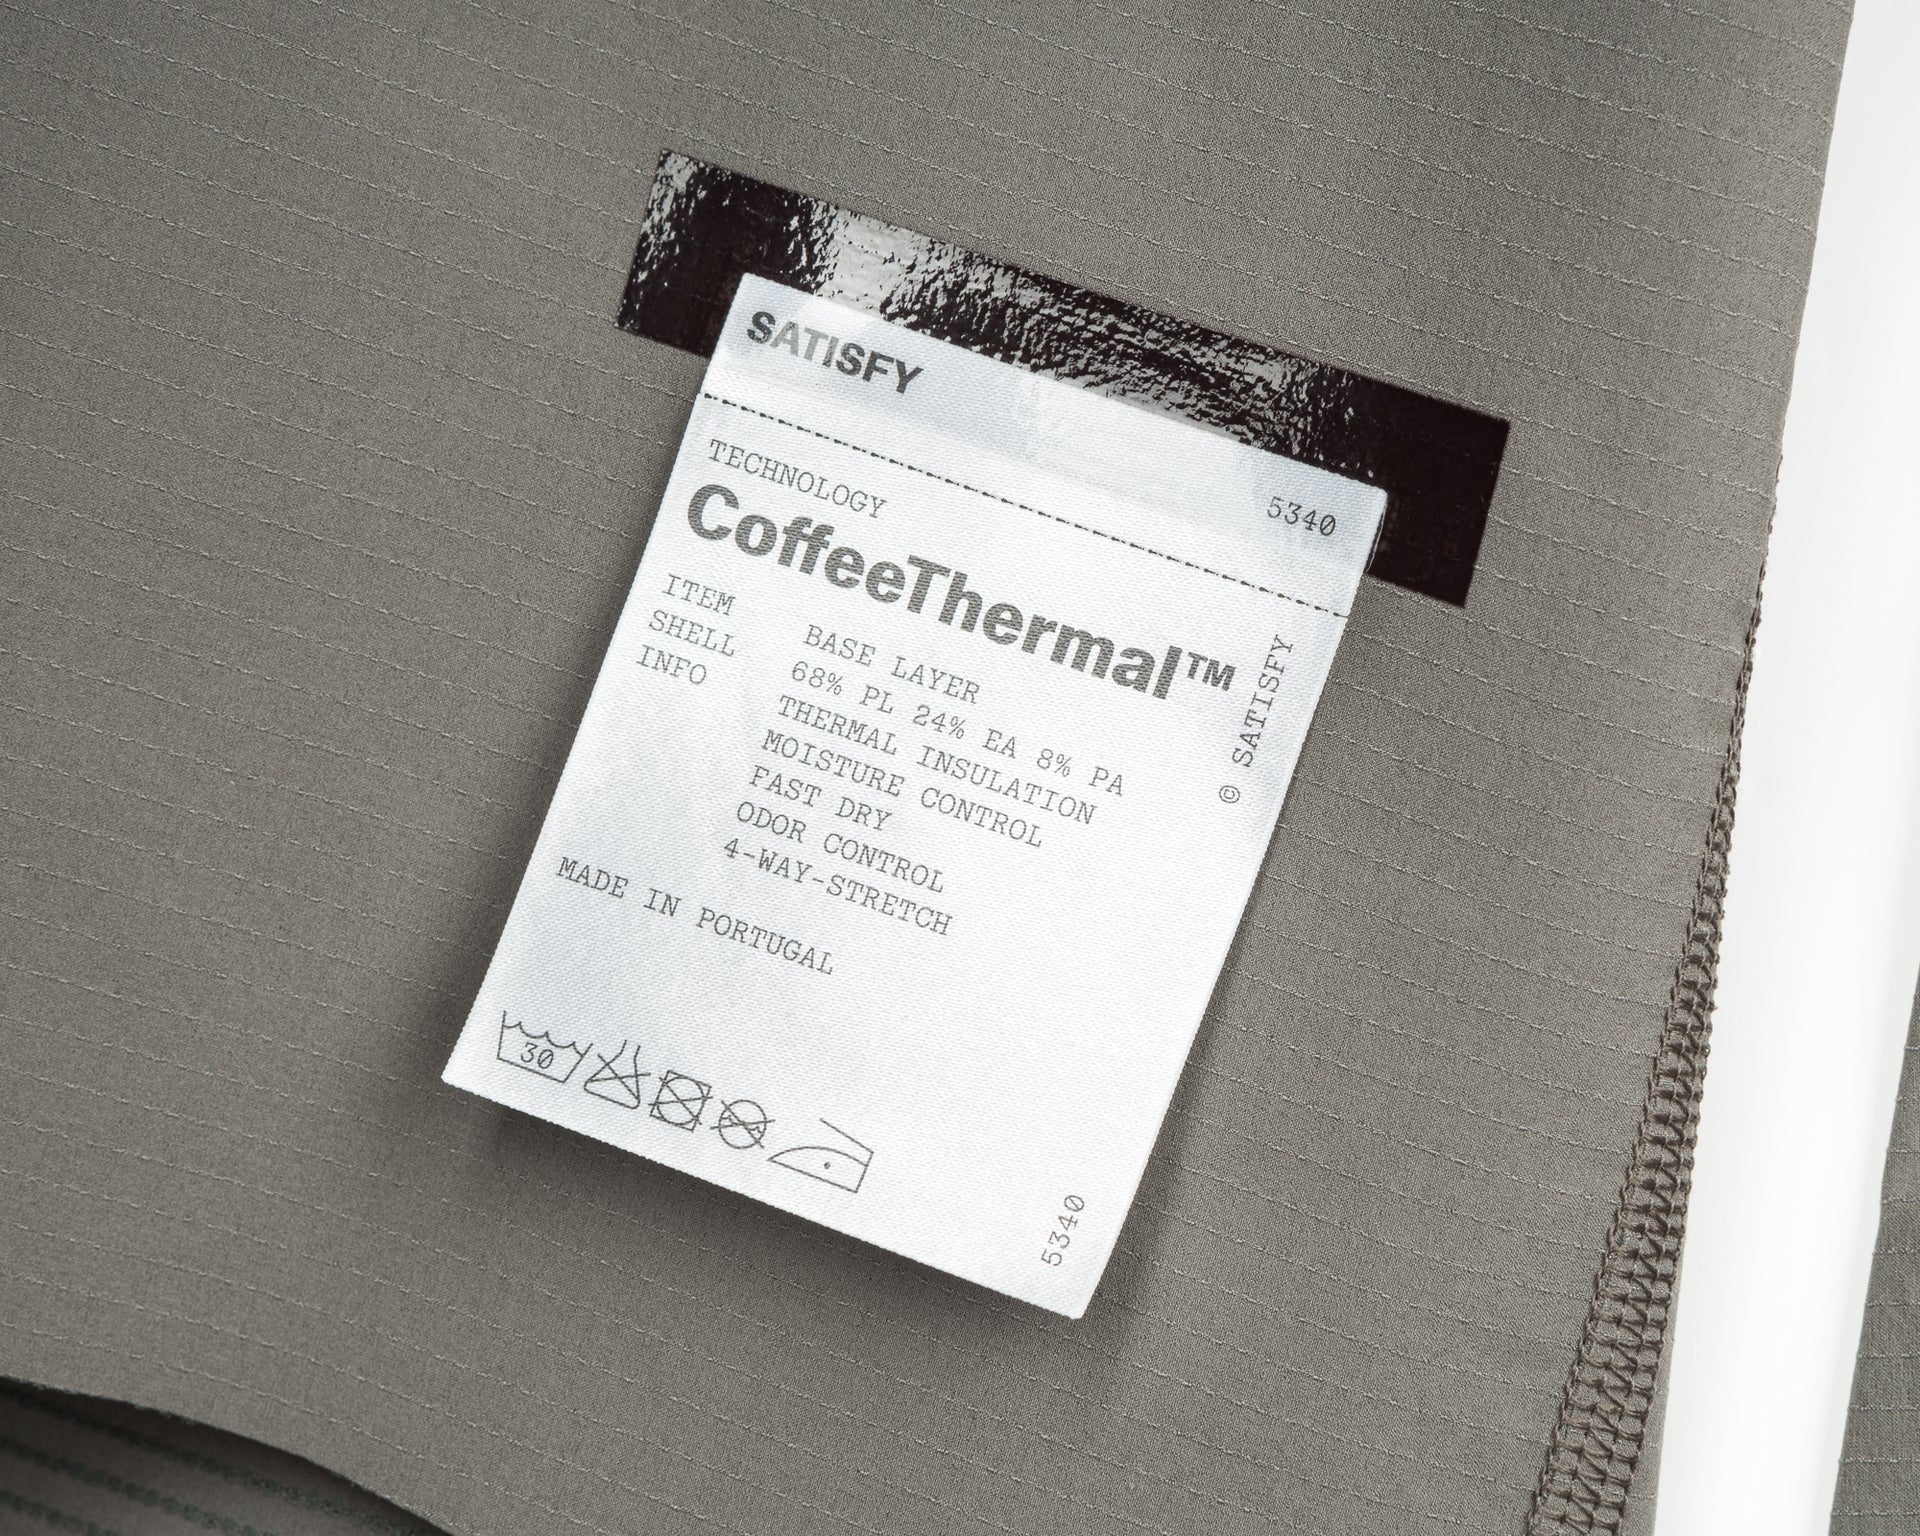 SATISFY
5340
TECHNOLOGY
CoffeeThermal™
ITEM BASE LAYER
SHELL 68% PL 24% EA 8% PA
INFO THERMAL INSULATION
MOISTURE CONTROL
FAST DRY
ODOR CONTROL
4-WAY-STRETCH
MADE IN PORTUGAL
© SATISFY
30
5340